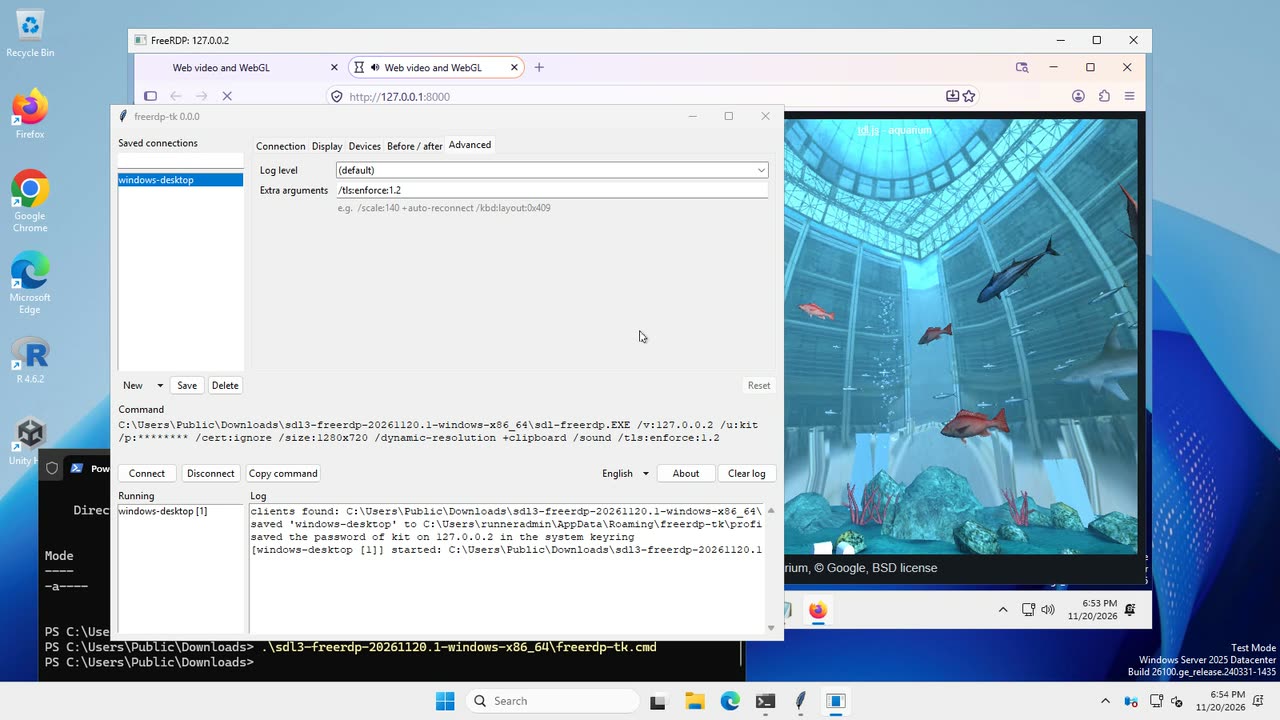 Recycle Bin
Firefox
Google
Chrome
Microsoft
Edge
R 4.6.2
Unity
FreeRDP: 127.0.0.2
Web video and WebGL
Web video and WebGL
http://127.0.0.1:8000
tdl.js - aquarium
freerdp-tk 0.0.0
Saved connections
windows-desktop
New
Save
Delete
Connection
Display
Devices
Before / after
Advanced
Log level
(default)
Extra arguments
/tls:enforce:1.2
e.g. /scale:140 +auto-reconnect /kbd:layout:0x409
Reset
Command
C:\Users\Public\Downloads\sdl3-freerdp-20261120.1-windows-x86_64\sdl-freerdp.EXE /v:127.0.0.2 /u:kit
/p:******** /cert:ignore /size:1280x720 /dynamic-resolution +clipboard /sound /tls:enforce:1.2
Connect
Disconnect
Copy command
English
About
Clear log
Running
windows-desktop [1]
Log
clients found: C:\Users\Public\Downloads\sdl3-freerdp-20261120.1-windows-x86_64\
saved 'windows-desktop' to C:\Users\runneradmin\AppData\Roaming\freerdp-tk\profi
saved the password of kit on 127.0.0.2 in the system keyring
[windows-desktop [1]] started: C:\Users\Public\Downloads\sdl3-freerdp-20261120.1
rium, © Google, BSD license
6:53 PM
11/20/2026
Pow
Direc
Mode
----
-a----
PS C:\Use
PS C:\Users\Public\Downloads> .\sdl3-freerdp-20261120.1-windows-x86_64\freerdp-tk.cmd
PS C:\Users\Public\Downloads>
Test Mode
Windows Server 2025 Datacenter
Build 26100.ge_release.240331-1435
Search
6:54 PM
11/20/2026